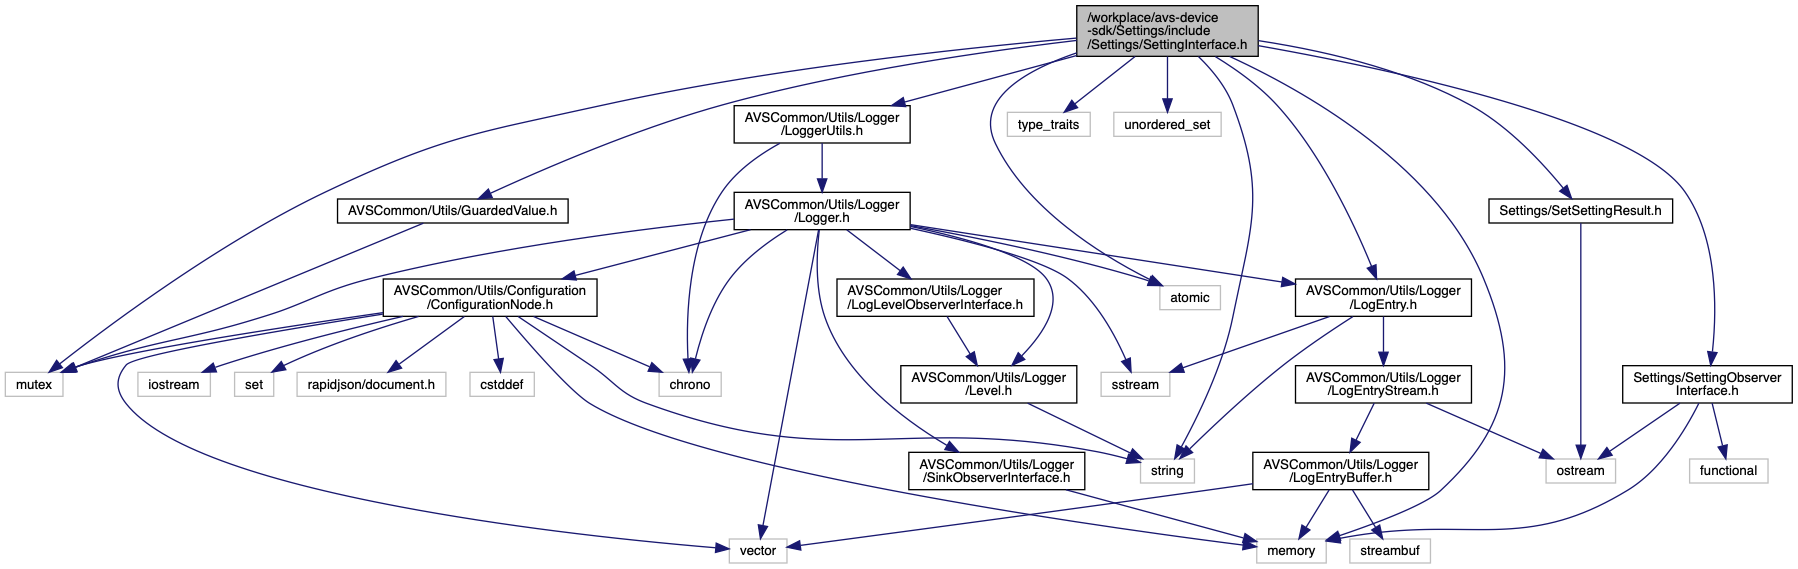 /workplace/avs-device
-sdk/Settings/include
/Settings/SettingInterface.h
AVSCommon/Utils/Logger
/LoggerUtils.h
type_traits
unordered_set
AVSCommon/Utils/GuardedValue.h
AVSCommon/Utils/Logger
/Logger.h
Settings/SetSettingResult.h
AVSCommon/Utils/Configuration
/ConfigurationNode.h
AVSCommon/Utils/Logger
/LogLevelObserverInterface.h
atomic
AVSCommon/Utils/Logger
/LogEntry.h
mutex
iostream
set
rapidjson/document.h
cstddef
chrono
AVSCommon/Utils/Logger
/Level.h
sstream
AVSCommon/Utils/Logger
/LogEntryStream.h
Settings/SettingObserver
Interface.h
AVSCommon/Utils/Logger
/SinkObserverInterface.h
string
AVSCommon/Utils/Logger
/LogEntryBuffer.h
ostream
functional
vector
memory
streambuf